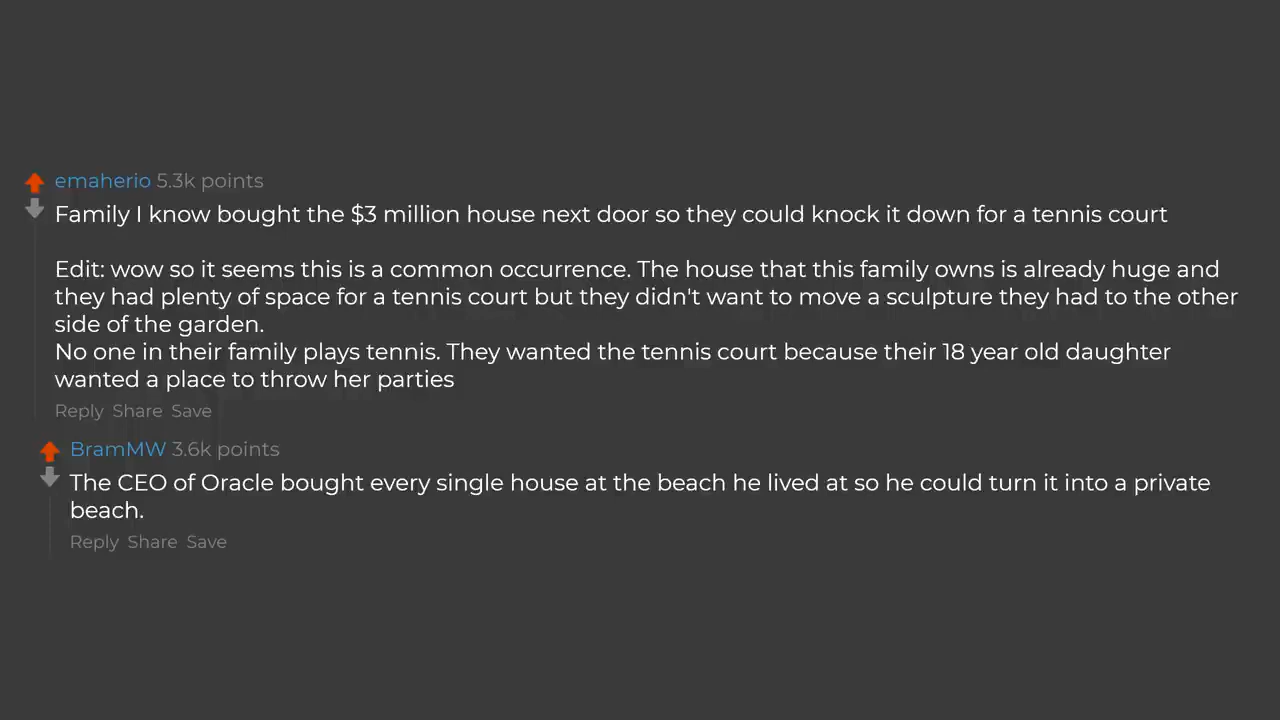 emaherio 5.3k points
Family I know bought the $3 million house next door so they could knock it down for a tennis court
Edit: wow so it seems this is a common occurrence. The house that this family owns is already huge and
they had plenty of space for a tennis court but they didn't want to move a sculpture they had to the other
side of the garden.
No one in their family plays tennis. They wanted the tennis court because their 18 year old daughter
wanted a place to throw her parties
Reply Share Save
BramMW 3.6k points
The CEO of Oracle bought every single house at the beach he lived at so he could turn it into a private
beach.
Reply Share Save